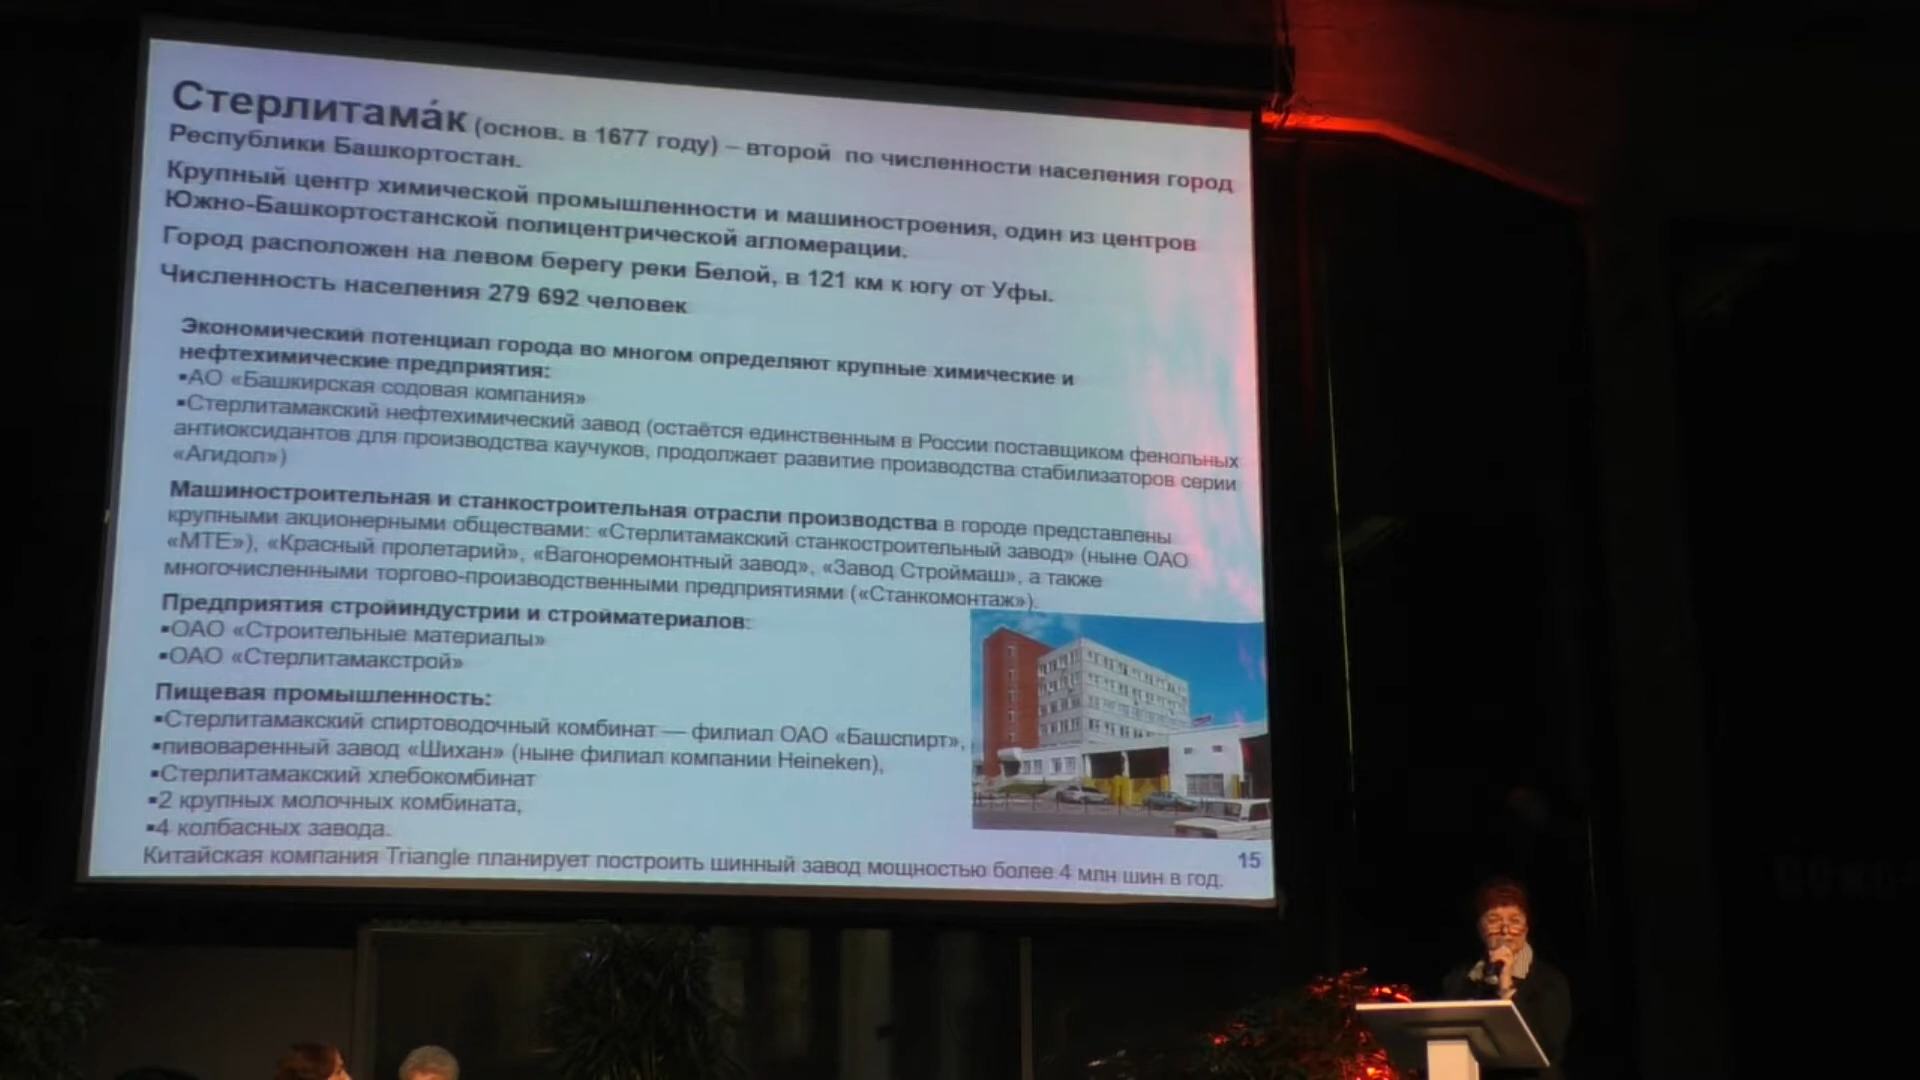 Стерлитама́к (основ. в 1677 году) – второй по численности населения город
Республики Башкортостан.
Крупный центр химической промышленности и машиностроения, один из центров
Южно-Башкортостанской полицентрической агломерации.
Город расположен на левом берегу реки Белой, в 121 км к югу от Уфы.
Численность населения 279 692 человек
Экономический потенциал города во многом определяют крупные химические и
нефтехимические предприятия:
▪АО «Башкирская содовая компания»
▪Стерлитамакский нефтехимический завод (остаётся единственным в России поставщиком фенольных
антиоксидантов для производства каучуков, продолжает развитие производства стабилизаторов серии
«Агидол»)
Машиностроительная и станкостроительная отрасли производства в городе представлены
крупными акционерными обществами: «Стерлитамакский станкостроительный завод» (ныне ОАО
«МТЕ»), «Красный пролетарий», «Вагоноремонтный завод», «Завод Строймаш», а также
многочисленными торгово-производственными предприятиями («Станкомонтаж»).
Предприятия стройиндустрии и стройматериалов:
▪ОАО «Строительные материалы»
▪ОАО «Стерлитамакстрой»
Пищевая промышленность:
▪Стерлитамакский спиртоводочный комбинат — филиал ОАО «Башспирт»,
▪пивоваренный завод «Шихан» (ныне филиал компании Heineken),
▪Стерлитамакский хлебокомбинат
▪2 крупных молочных комбината,
▪4 колбасных завода.
Китайская компания Triangle планирует построить шинный завод мощностью более 4 млн шин в год.
15